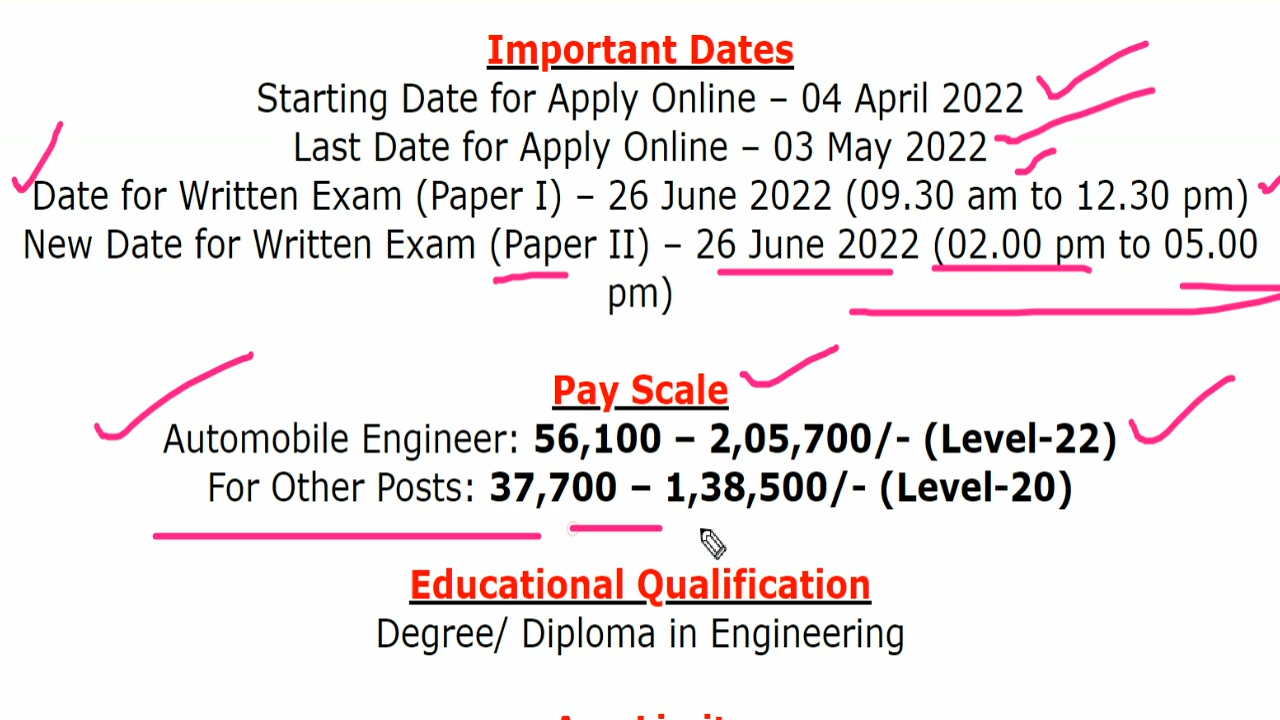 Important Dates
Starting Date for Apply Online – 04 April 2022
Last Date for Apply Online – 03 May 2022
Date for Written Exam (Paper I) – 26 June 2022 (09.30 am to 12.30 pm)
New Date for Written Exam (Paper II) – 26 June 2022 (02.00 pm to 05.00
pm)
Pay Scale
Automobile Engineer: 56,100 – 2,05,700/- (Level-22)
For Other Posts: 37,700 – 1,38,500/- (Level-20)
Educational Qualification
Degree/ Diploma in Engineering